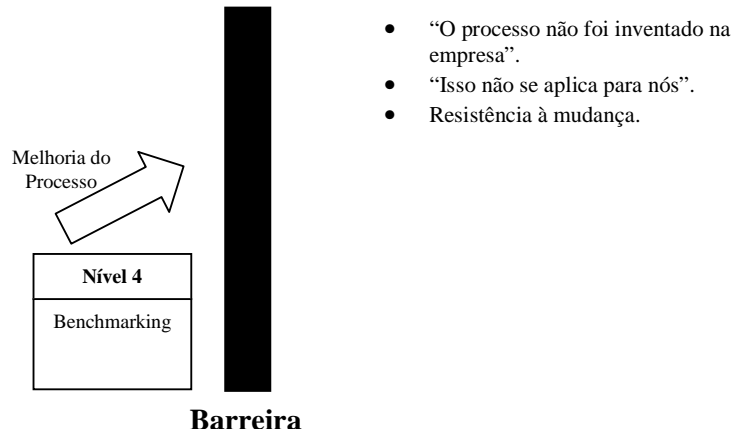 • “O processo não foi inventado na
empresa”.
• “Isso não se aplica para nós”.
• Resistência à mudança.
Melhoria do
Processo
Nível 4
Benchmarking
Barreira